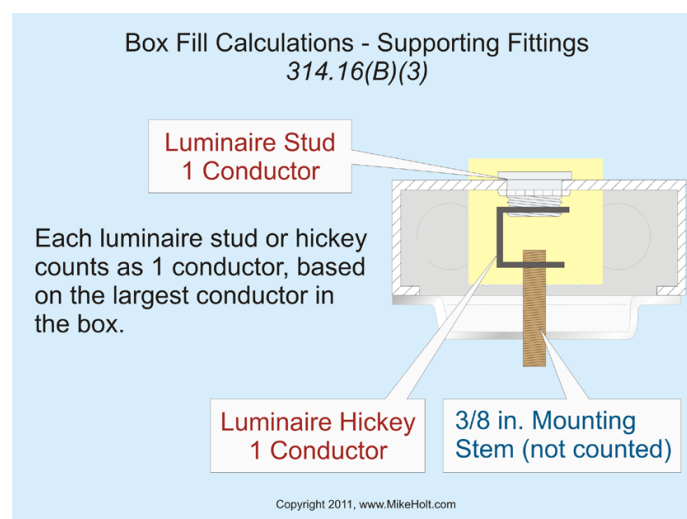 Box Fill Calculations - Supporting Fittings
314.16(B)(3)
Luminaire Stud
1 Conductor
Each luminaire stud or hickey
counts as 1 conductor, based
on the largest conductor in
the box.
Luminaire Hickey
1 Conductor
3/8 in. Mounting
Stem (not counted)
Copyright 2011, www.MikeHolt.com